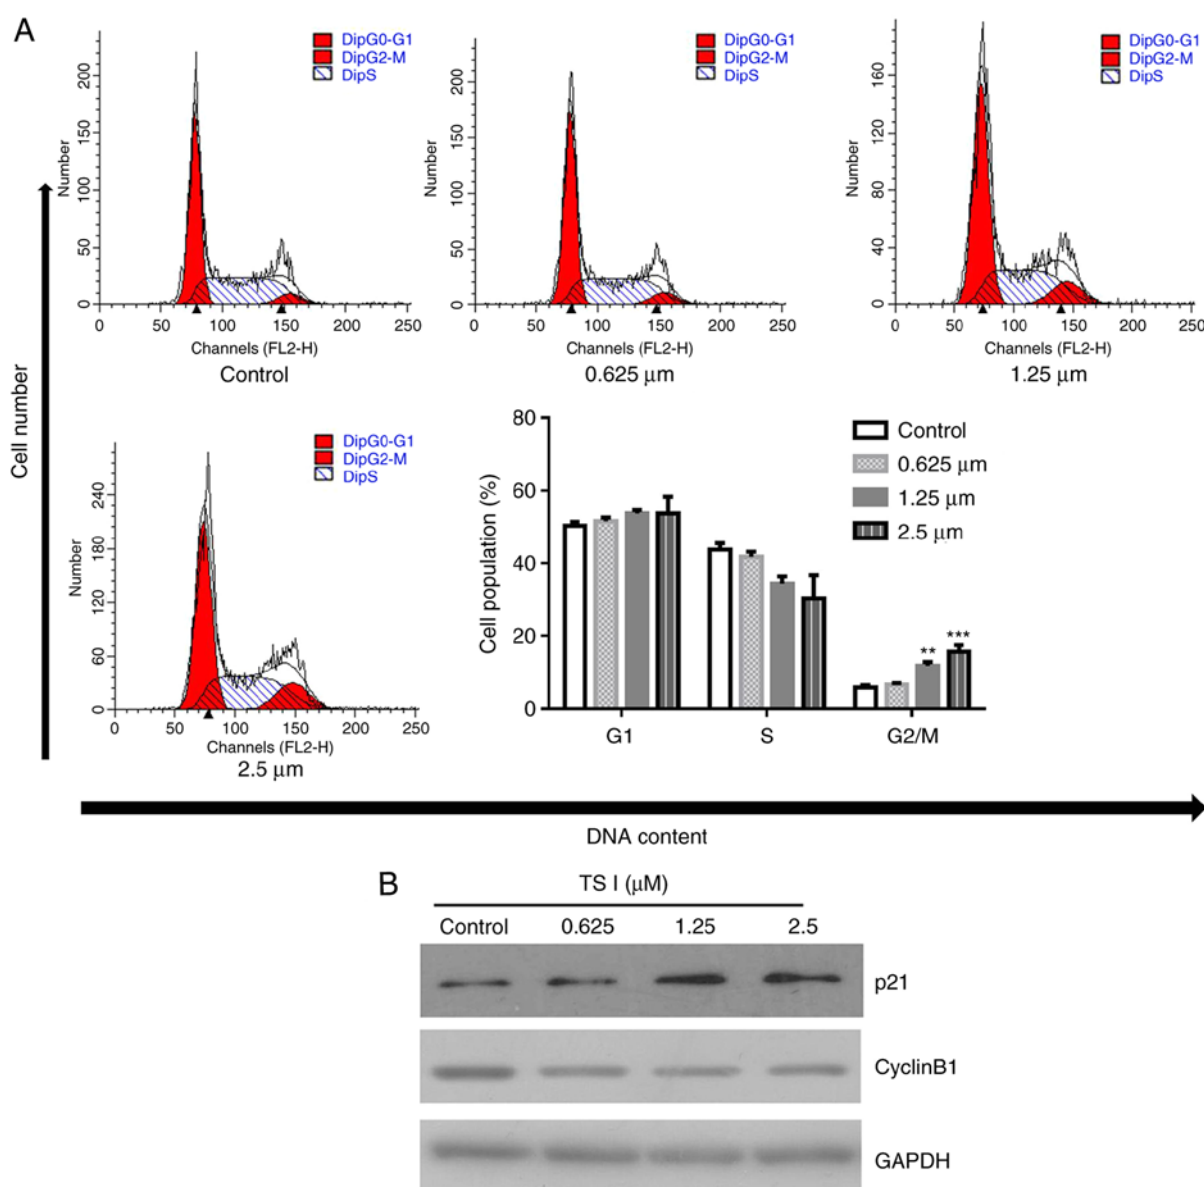 A
DipG0-G1
DipG2-M
DipS
Number
0 50 100 150 200
0 50 100 150 200 250
Channels (FL2-H)
Control
DipG0-G1
DipG2-M
DipS
Number
0 50 100 150 200
0 50 100 150 200 250
Channels (FL2-H)
0.625 μm
DipG0-G1
DipG2-M
DipS
Number
0 40 80 120 160
0 50 100 150 200 250
Channels (FL2-H)
1.25 μm
Cell number
DipG0-G1
DipG2-M
DipS
Number
0 60 120 180 240
0 50 100 150 200 250
Channels (FL2-H)
2.5 μm
Cell population (%)
80
60
40
20
0
Control
0.625 μm
1.25 μm
2.5 μm
** ***
G1 S G2/M
DNA content
B
TS I (μM)
Control 0.625 1.25 2.5
p21
CyclinB1
GAPDH